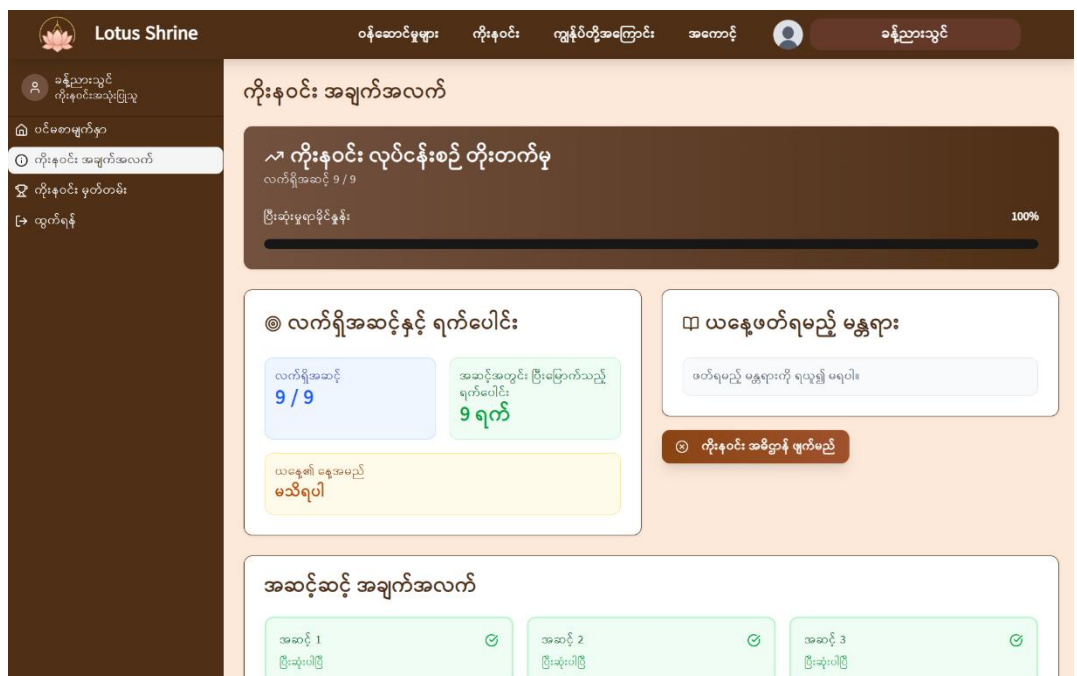 Lotus Shrine
ဝန်ဆောင်မှုများ
ကိုးနဝင်း
ကျွန်ုပ်တို့အကြောင်း
အကောင့်
ခန့်ညားသွင်
ခန့်ညားသွင်
ကိုးနဝင်းအသုံးပြုသူ
ပင်မစာမျက်နှာ
ကိုးနဝင်း အချက်အလက်
ကိုးနဝင်း မှတ်တမ်း
ထွက်ရန်
ကိုးနဝင်း အချက်အလက်
ကိုးနဝင်း လုပ်ငန်းစဉ် တိုးတက်မှု
လက်ရှိအဆင့် 9 / 9
ပြီးဆုံးမှုရာခိုင်နှုန်း
100%
လက်ရှိအဆင့်နှင့် ရက်ပေါင်း
လက်ရှိအဆင့်
9 / 9
အဆင့်အတွင်း ပြီးမြောက်သည့်
ရက်ပေါင်း
9 ရက်
ယနေ့၏ နေ့အမည်
မသိရပါ
ယနေ့ဖတ်ရမည့် မန္တရား
ဖတ်ရမည့် မန္တရားကို ရယူ၍ မရပါ။
ကိုးနဝင်း အဓိဋ္ဌာန် ဖျက်မည်
အဆင့်ဆင့် အချက်အလက်
အဆင့် 1
ပြီးဆုံးပါပြီ
အဆင့် 2
ပြီးဆုံးပါပြီ
အဆင့် 3
ပြီးဆုံးပါပြီ